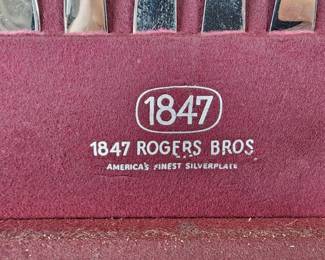 1847
1847 ROGERS BROS
AMERICA'S FINEST SILVERPLATE